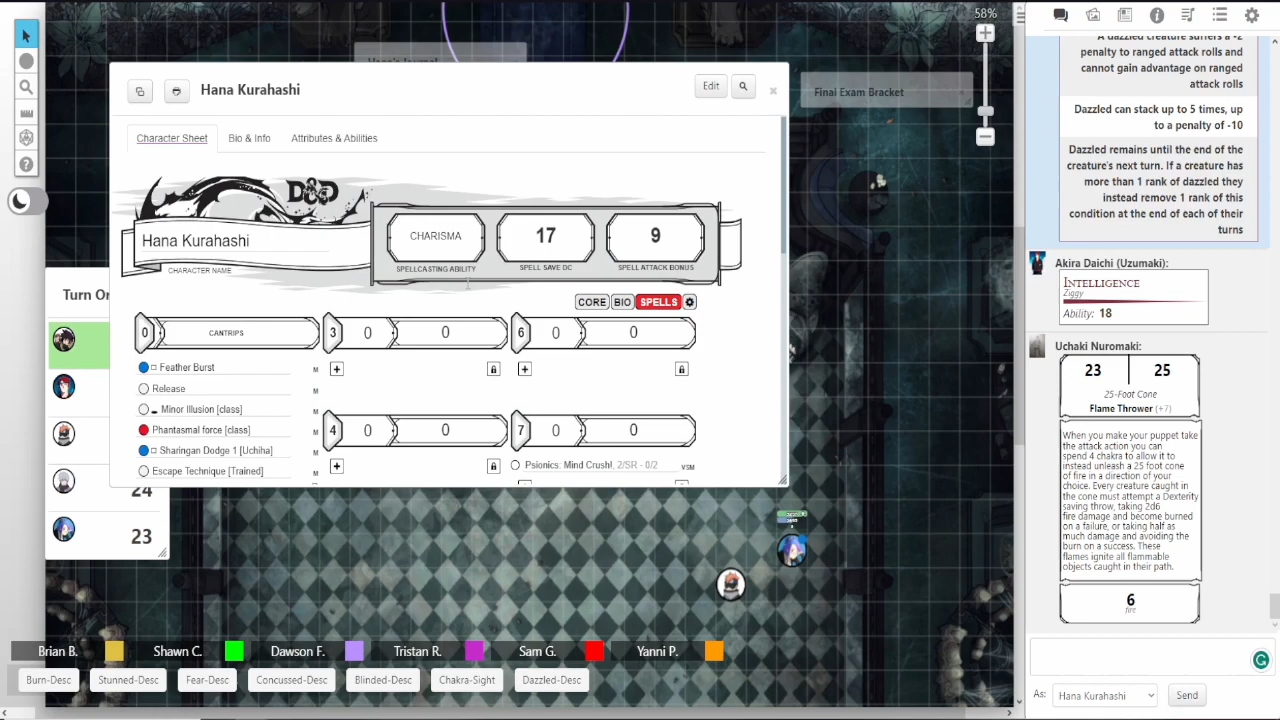 58%
Hana's Journal
Final Exam Bracket
Hana Kurahashi
Edit
Character Sheet
Bio & Info
Attributes & Abilities
D&D
Hana Kurahashi
CHARACTER NAME
CHARISMA
17
9
SPELLCASTING ABILITY
SPELL SAVE DC
SPELL ATTACK BONUS
CORE
BIO
SPELLS
0
CANTRIPS
3
0
0
6
0
0
Feather Burst
M
Release
M
Minor Illusion [class]
M
Phantasmal force [class]
M
Sharingan Dodge 1 [Uchiha]
M
Escape Technique [Trained]
M
4
0
0
7
0
0
Psionics: Mind Crush!, 2/SR - 0/2
VSM
Turn Or
24
23
Brian B.
Shawn C.
Dawson F.
Tristan R.
Sam G.
Yanni P.
Burn-Desc
Stunned-Desc
Fear-Desc
Concussed-Desc
Blinded-Desc
Chakra-Sight
Dazzled-Desc
A dazzled creature suffers a -2
penalty to ranged attack rolls and
cannot gain advantage on ranged
attack rolls
Dazzled can stack up to 5 times, up
to a penalty of -10
Dazzled remains until the end of the
creature's next turn. If a creature has
more than 1 rank of dazzled they
instead remove 1 rank of this
condition at the end of each of their
turns
Akira Daichi (Uzumaki):
INTELLIGENCE
Ziggy
Ability: 18
Uchaki Nuromaki:
23
25
25-Foot Cone
Flame Thrower (+7)
When you make your puppet take
the attack action you can
spend 4 chakra to allow it to
instead unleash a 25 foot cone
of fire in a direction of your
choice. Every creature caught in
the cone must attempt a Dexterity
saving throw, taking 2d6
fire damage and become burned
on a failure, or taking half as
much damage and avoiding the
burn on a success. These
flames ignite all flammable
objects caught in their path.
6
fire
As:
Hana Kurahashi
Send